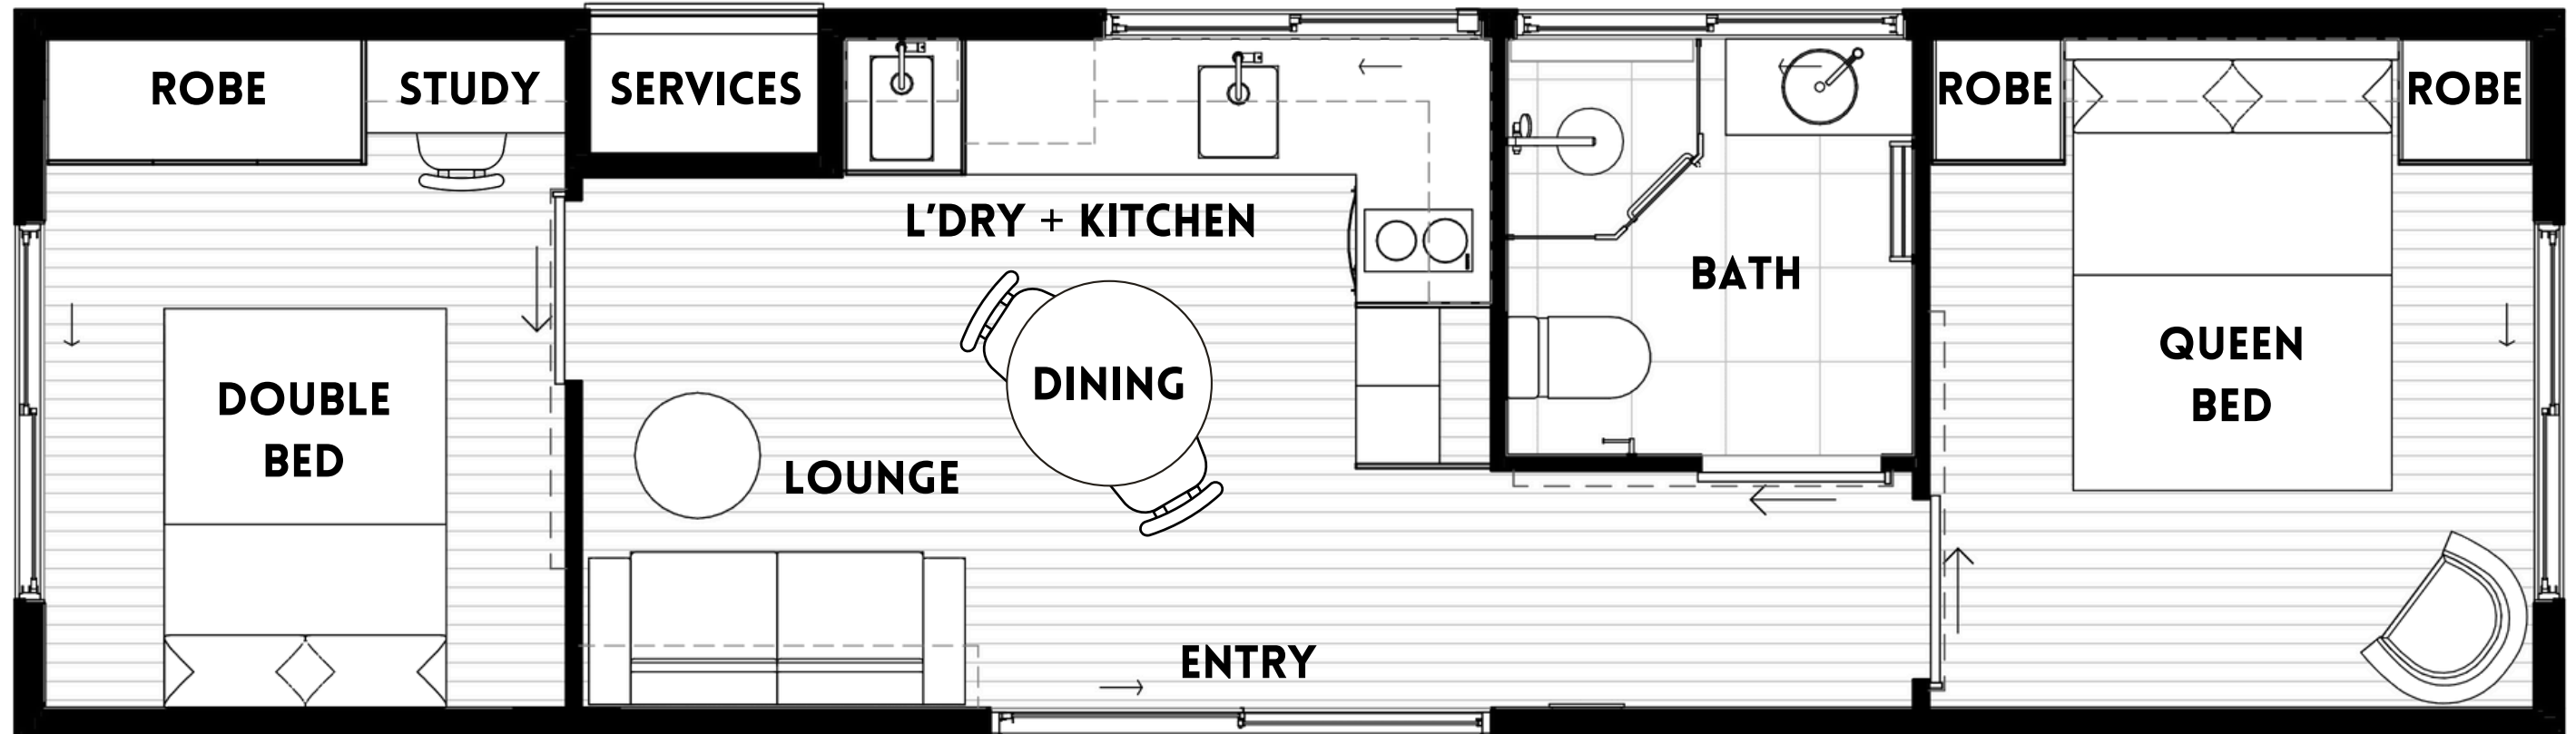 ROBE
STUDY
SERVICES
ROBE
ROBE
L'DRY + KITCHEN
BATH
DOUBLE
BED
DINING
QUEEN
BED
LOUNGE
ENTRY